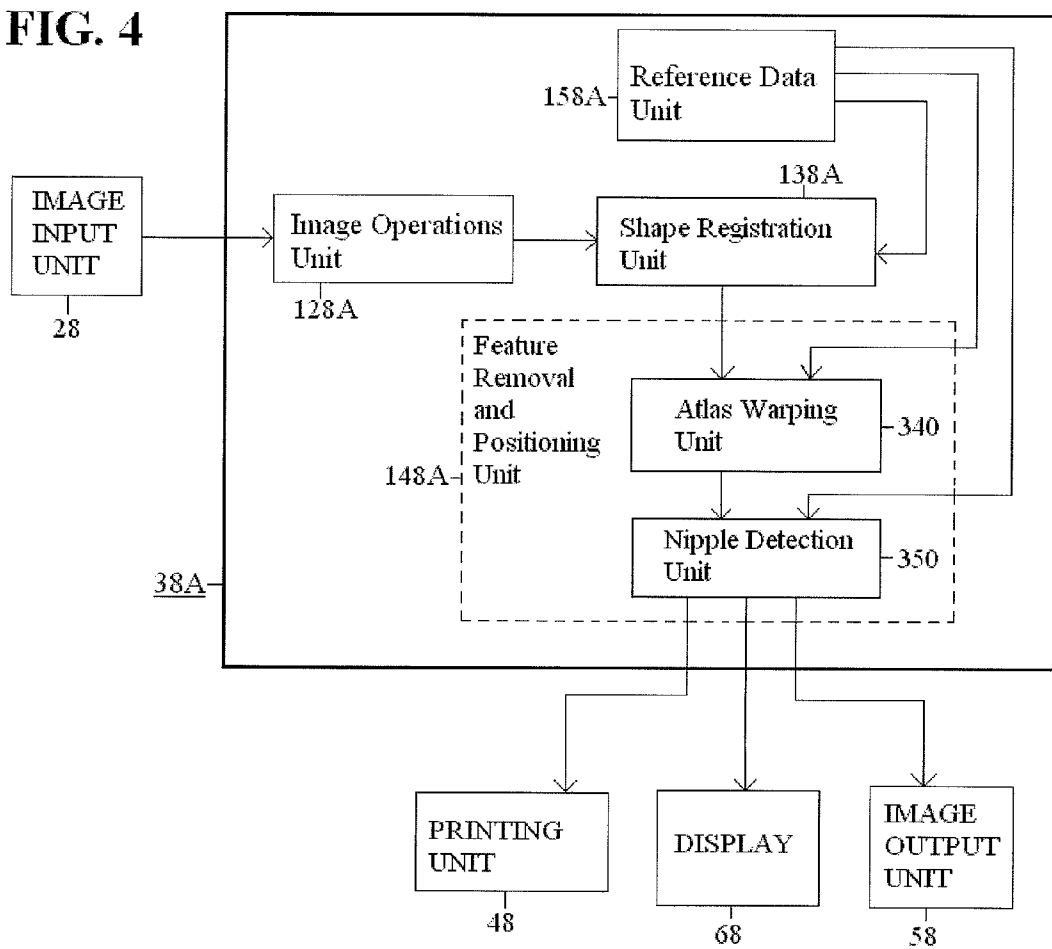 FIG. 4
Reference Data
Unit
158A
138A
IMAGE
INPUT
UNIT
28
Image Operations
Unit
128A
Shape Registration
Unit
Feature
Removal
and
Positioning
Unit
148A
Atlas Warping
Unit
340
Nipple Detection
Unit
350
38A
PRINTING
UNIT
48
DISPLAY
68
IMAGE
OUTPUT
UNIT
58